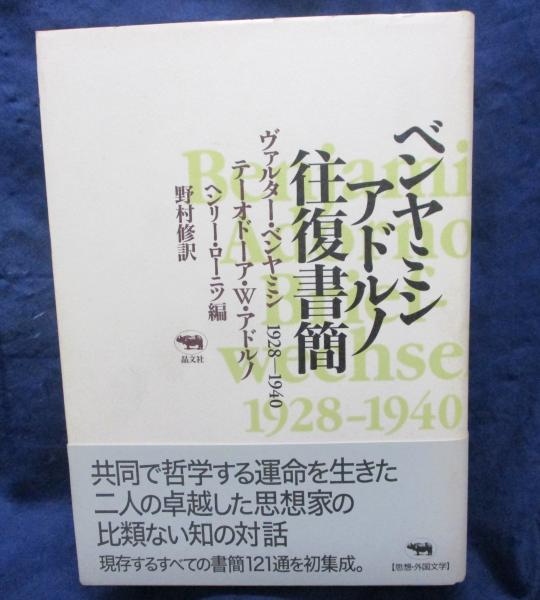 ベンヤミン
アドルノ
往復書簡
1928—1940
ヴァルター・ベンヤミン
テーオドーア・W・アドルノ
ヘンリー・ローニツ編
野村修訳
晶文社
Benjamin
Adorno
Brief-
wechsel
1928–1940
共同で哲学する運命を生きた
二人の卓越した思想家の
比類ない知の対話
現存するすべての書簡121通を初集成。
【思想・外国文学】